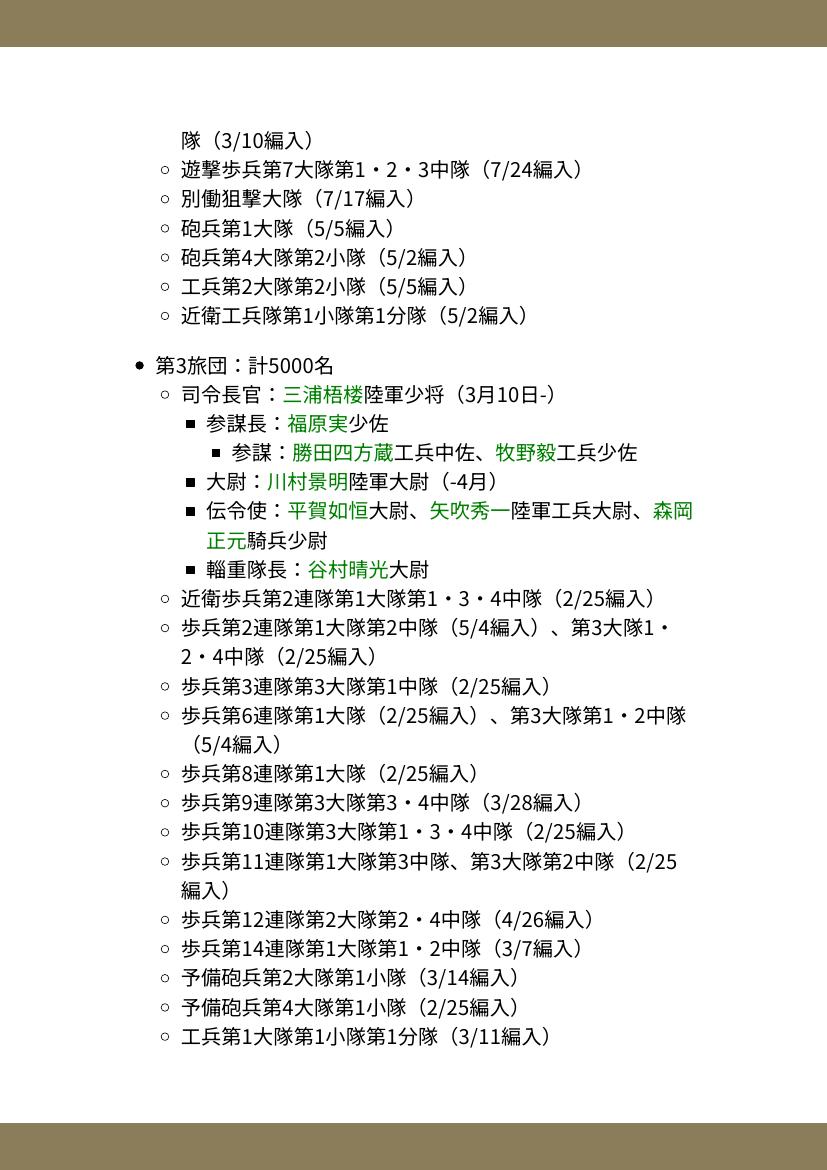 隊（3/10編入）
遊撃歩兵第7大隊第1・2・3中隊（7/24編入）
別働狙撃大隊（7/17編入）
砲兵第1大隊（5/5編入）
砲兵第4大隊第2小隊（5/2編入）
工兵第2大隊第2小隊（5/5編入）
近衛工兵隊第1小隊第1分隊（5/2編入）
第3旅団：計5000名
司令長官：三浦梧楼陸軍少将（3月10日-）
参謀長：福原実少佐
参謀：勝田四方蔵工兵中佐、牧野毅工兵少佐
大尉：川村景明陸軍大尉（-4月）
伝令使：平賀如恒大尉、矢吹秀一陸軍工兵大尉、森岡
正元騎兵少尉
輜重隊長：谷村晴光大尉
近衛歩兵第2連隊第1大隊第1・3・4中隊（2/25編入）
歩兵第2連隊第1大隊第2中隊（5/4編入）、第3大隊1・
2・4中隊（2/25編入）
歩兵第3連隊第3大隊第1中隊（2/25編入）
歩兵第6連隊第1大隊（2/25編入）、第3大隊第1・2中隊
（5/4編入）
歩兵第8連隊第1大隊（2/25編入）
歩兵第9連隊第3大隊第3・4中隊（3/28編入）
歩兵第10連隊第3大隊第1・3・4中隊（2/25編入）
歩兵第11連隊第1大隊第3中隊、第3大隊第2中隊（2/25
編入）
歩兵第12連隊第2大隊第2・4中隊（4/26編入）
歩兵第14連隊第1大隊第1・2中隊（3/7編入）
予備砲兵第2大隊第1小隊（3/14編入）
予備砲兵第4大隊第1小隊（2/25編入）
工兵第1大隊第1小隊第1分隊（3/11編入）